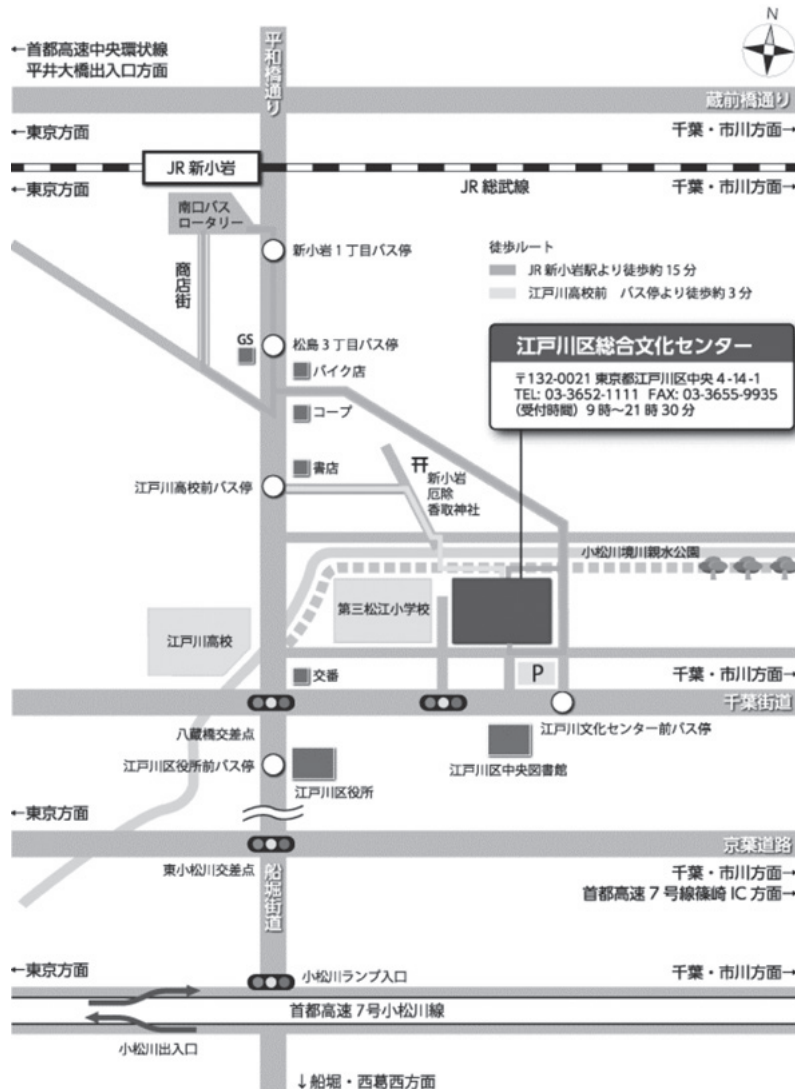 N
←首都高速中央環状線
平井大橋出入口方面
平和橋通り
蔵前橋通り
←東京方面
千葉・市川方面→
JR 新小岩
←東京方面
JR 総武線
千葉・市川方面→
南口バス
ロータリー
新小岩1丁目バス停
商店街
徒歩ルート
JR 新小岩駅より徒歩約 15 分
江戸川高校前 バス停より徒歩約 3 分
GS
松島3丁目バス停
バイク店
コープ
江戸川区総合文化センター
〒132-0021 東京都江戸川区中央 4-14-1
TEL: 03-3652-1111 FAX: 03-3655-9935
(受付時間) 9 時〜21 時 30 分
書店
江戸川高校前バス停
新小岩
厄除
香取神社
小松川境川親水公園
第三松江小学校
江戸川高校
交番
P
千葉・市川方面→
千葉街道
八蔵橋交差点
江戸川文化センター前バス停
江戸川区役所前バス停
江戸川区中央図書館
江戸川区役所
←東京方面
京葉道路
東小松川交差点
船堀街道
千葉・市川方面→
首都高速 7 号線篠崎 IC 方面→
←東京方面
小松川ランプ入口
千葉・市川方面→
首都高速 7 号小松川線
小松川出入口
↓船堀・西葛西方面